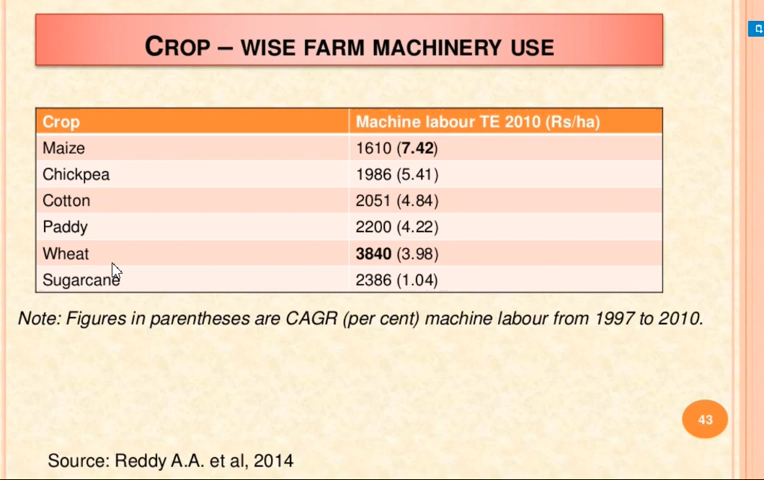 CROP – WISE FARM MACHINERY USE
Crop Machine labour TE 2010 (Rs/ha)
Maize 1610 (7.42)
Chickpea 1986 (5.41)
Cotton 2051 (4.84)
Paddy 2200 (4.22)
Wheat 3840 (3.98)
Sugarcane 2386 (1.04)
Note: Figures in parentheses are CAGR (per cent) machine labour from 1997 to 2010.
43
Source: Reddy A.A. et al, 2014